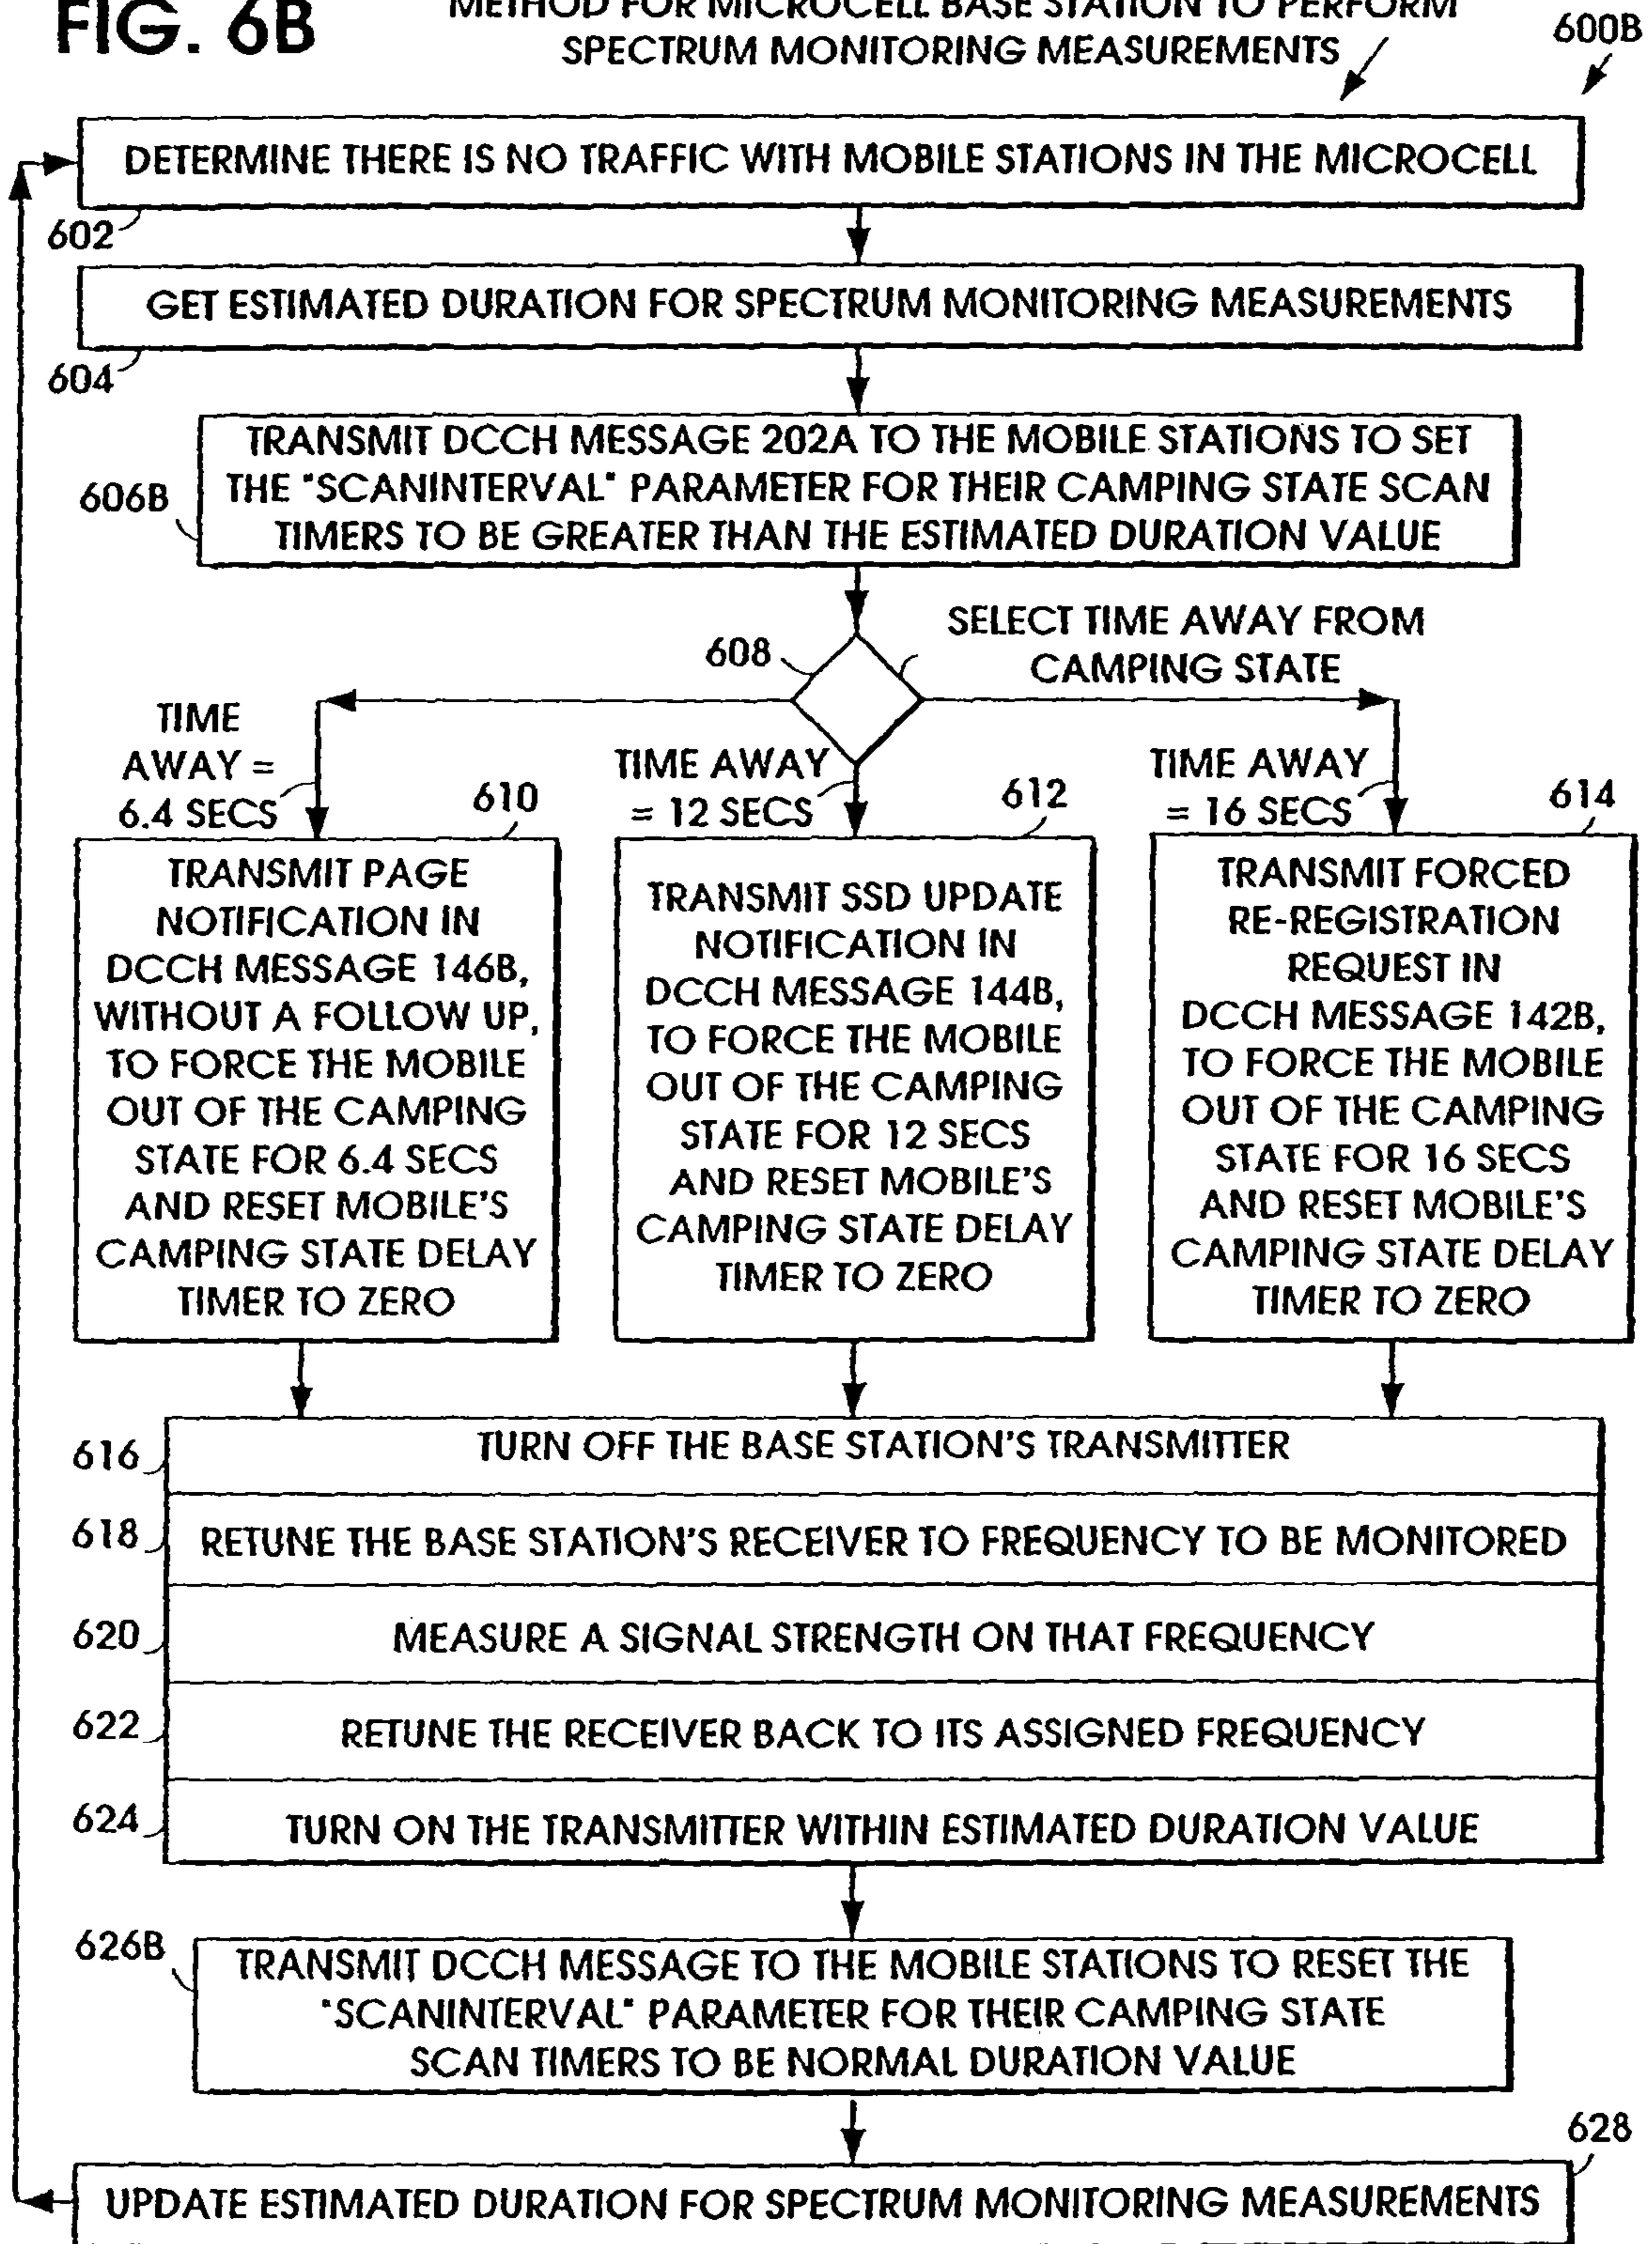 FIG. 6B
METHOD FOR MICROCELL BASE STATION TO PERFORM
SPECTRUM MONITORING MEASUREMENTS
600B
DETERMINE THERE IS NO TRAFFIC WITH MOBILE STATIONS IN THE MICROCELL
602
GET ESTIMATED DURATION FOR SPECTRUM MONITORING MEASUREMENTS
604
TRANSMIT DCCH MESSAGE 202A TO THE MOBILE STATIONS TO SET
THE "SCANINTERVAL" PARAMETER FOR THEIR CAMPING STATE SCAN
TIMERS TO BE GREATER THAN THE ESTIMATED DURATION VALUE
606B
608
SELECT TIME AWAY FROM
CAMPING STATE
TIME
AWAY =
6.4 SECS
610
TIME AWAY
= 12 SECS
612
TIME AWAY
= 16 SECS
614
TRANSMIT PAGE
NOTIFICATION IN
DCCH MESSAGE 146B,
WITHOUT A FOLLOW UP,
TO FORCE THE MOBILE
OUT OF THE CAMPING
STATE FOR 6.4 SECS
AND RESET MOBILE'S
CAMPING STATE DELAY
TIMER TO ZERO
TRANSMIT SSD UPDATE
NOTIFICATION IN
DCCH MESSAGE 144B,
TO FORCE THE MOBILE
OUT OF THE CAMPING
STATE FOR 12 SECS
AND RESET MOBILE'S
CAMPING STATE DELAY
TIMER TO ZERO
TRANSMIT FORCED
RE-REGISTRATION
REQUEST IN
DCCH MESSAGE 142B,
TO FORCE THE MOBILE
OUT OF THE CAMPING
STATE FOR 16 SECS
AND RESET MOBILE'S
CAMPING STATE DELAY
TIMER TO ZERO
616
TURN OFF THE BASE STATION'S TRANSMITTER
618
RETUNE THE BASE STATION'S RECEIVER TO FREQUENCY TO BE MONITORED
620
MEASURE A SIGNAL STRENGTH ON THAT FREQUENCY
622
RETUNE THE RECEIVER BACK TO ITS ASSIGNED FREQUENCY
624
TURN ON THE TRANSMITTER WITHIN ESTIMATED DURATION VALUE
626B
TRANSMIT DCCH MESSAGE TO THE MOBILE STATIONS TO RESET THE
"SCANINTERVAL" PARAMETER FOR THEIR CAMPING STATE
SCAN TIMERS TO BE NORMAL DURATION VALUE
628
UPDATE ESTIMATED DURATION FOR SPECTRUM MONITORING MEASUREMENTS